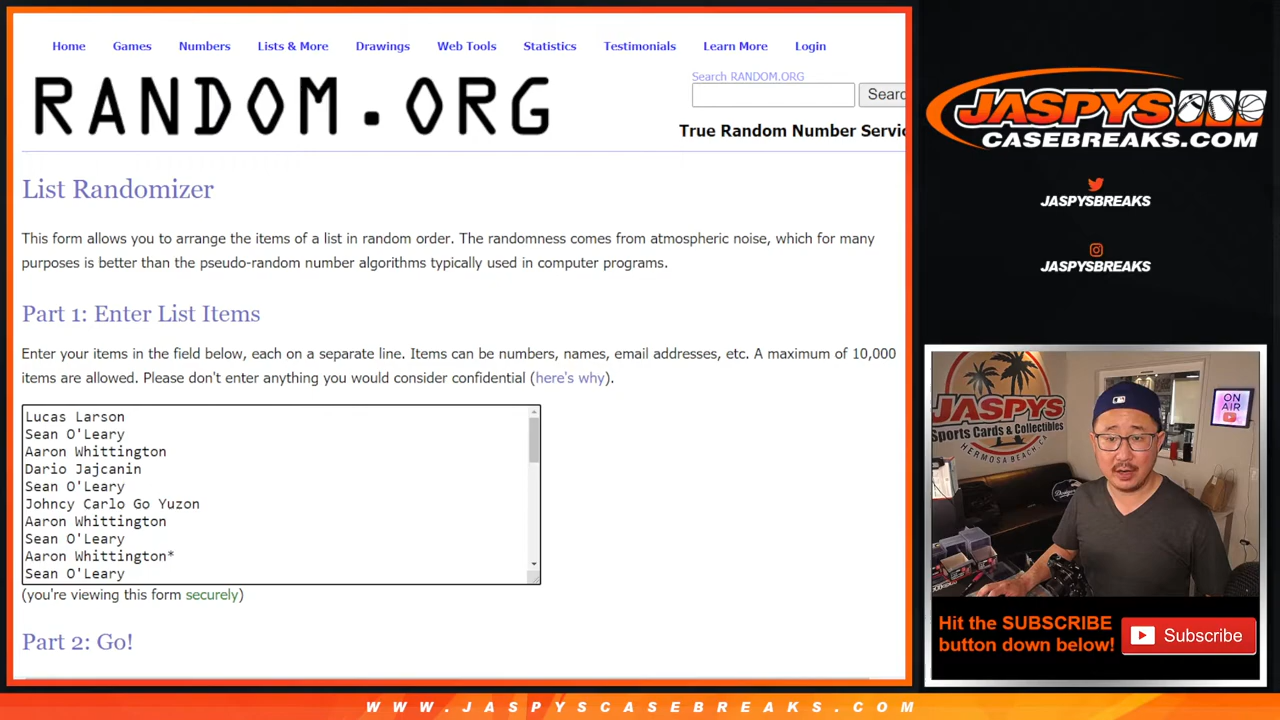 Home Games Numbers Lists & More Drawings Web Tools Statistics Testimonials Learn More Login
RANDOM.ORG
Search RANDOM.ORG
Searc
True Random Number Servic
List Randomizer
This form allows you to arrange the items of a list in random order. The randomness comes from atmospheric noise, which for many
purposes is better than the pseudo-random number algorithms typically used in computer programs.
Part 1: Enter List Items
Enter your items in the field below, each on a separate line. Items can be numbers, names, email addresses, etc. A maximum of 10,000
items are allowed. Please don't enter anything you would consider confidential (here's why).
Lucas Larson
Sean O'Leary
Aaron Whittington
Dario Jajcanin
Sean O'Leary
Johncy Carlo Go Yuzon
Aaron Whittington
Sean O'Leary
Aaron Whittington*
Sean O'Leary
(you're viewing this form securely)
Part 2: Go!
JASPYS
CASEBREAKS.COM
JASPYSBREAKS
JASPYSBREAKS
JASPYS
Sports Cards & Collectibles
HERMOSA BEACH, CA
ON
AIR
Dodgers
Hit the SUBSCRIBE
button down below!
Subscribe
WWW.JASPYSCASEBREAKS.COM